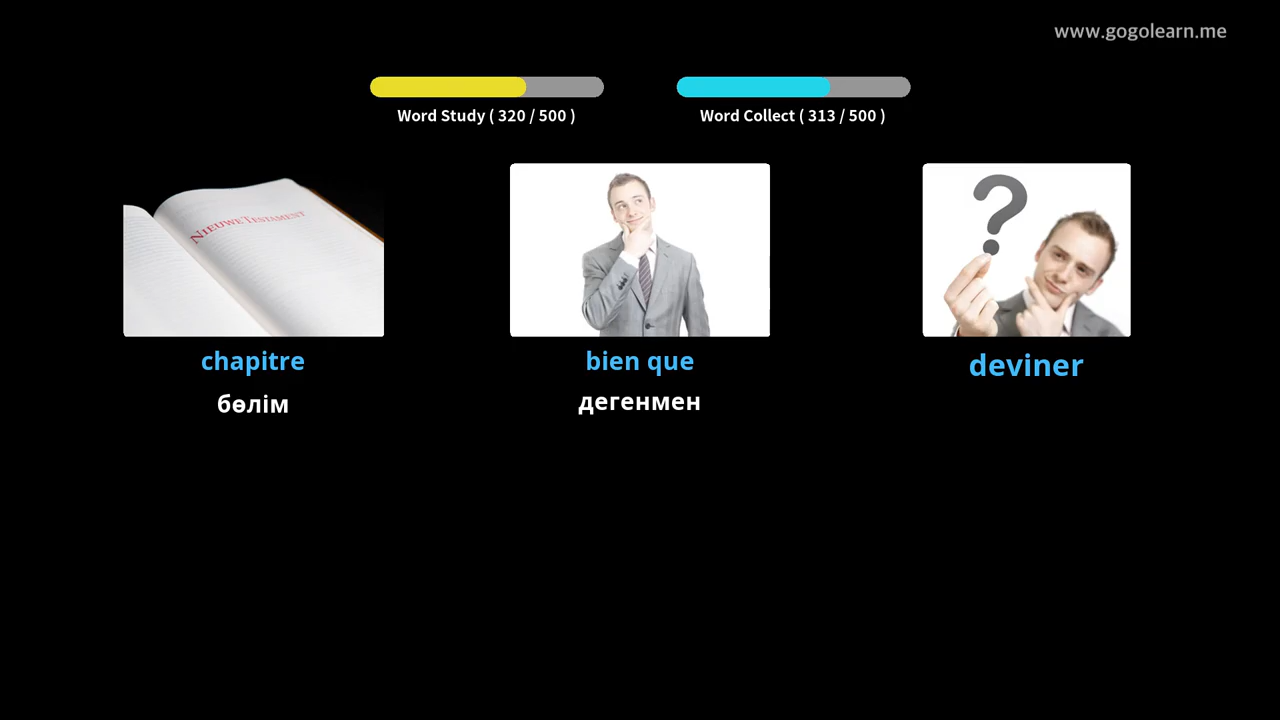 www.gogolearn.me
Word Study ( 320 / 500 )
Word Collect ( 313 / 500 )
NIEUWE TESTAMENT
chapitre
bien que
deviner
бөлім
дегенмен